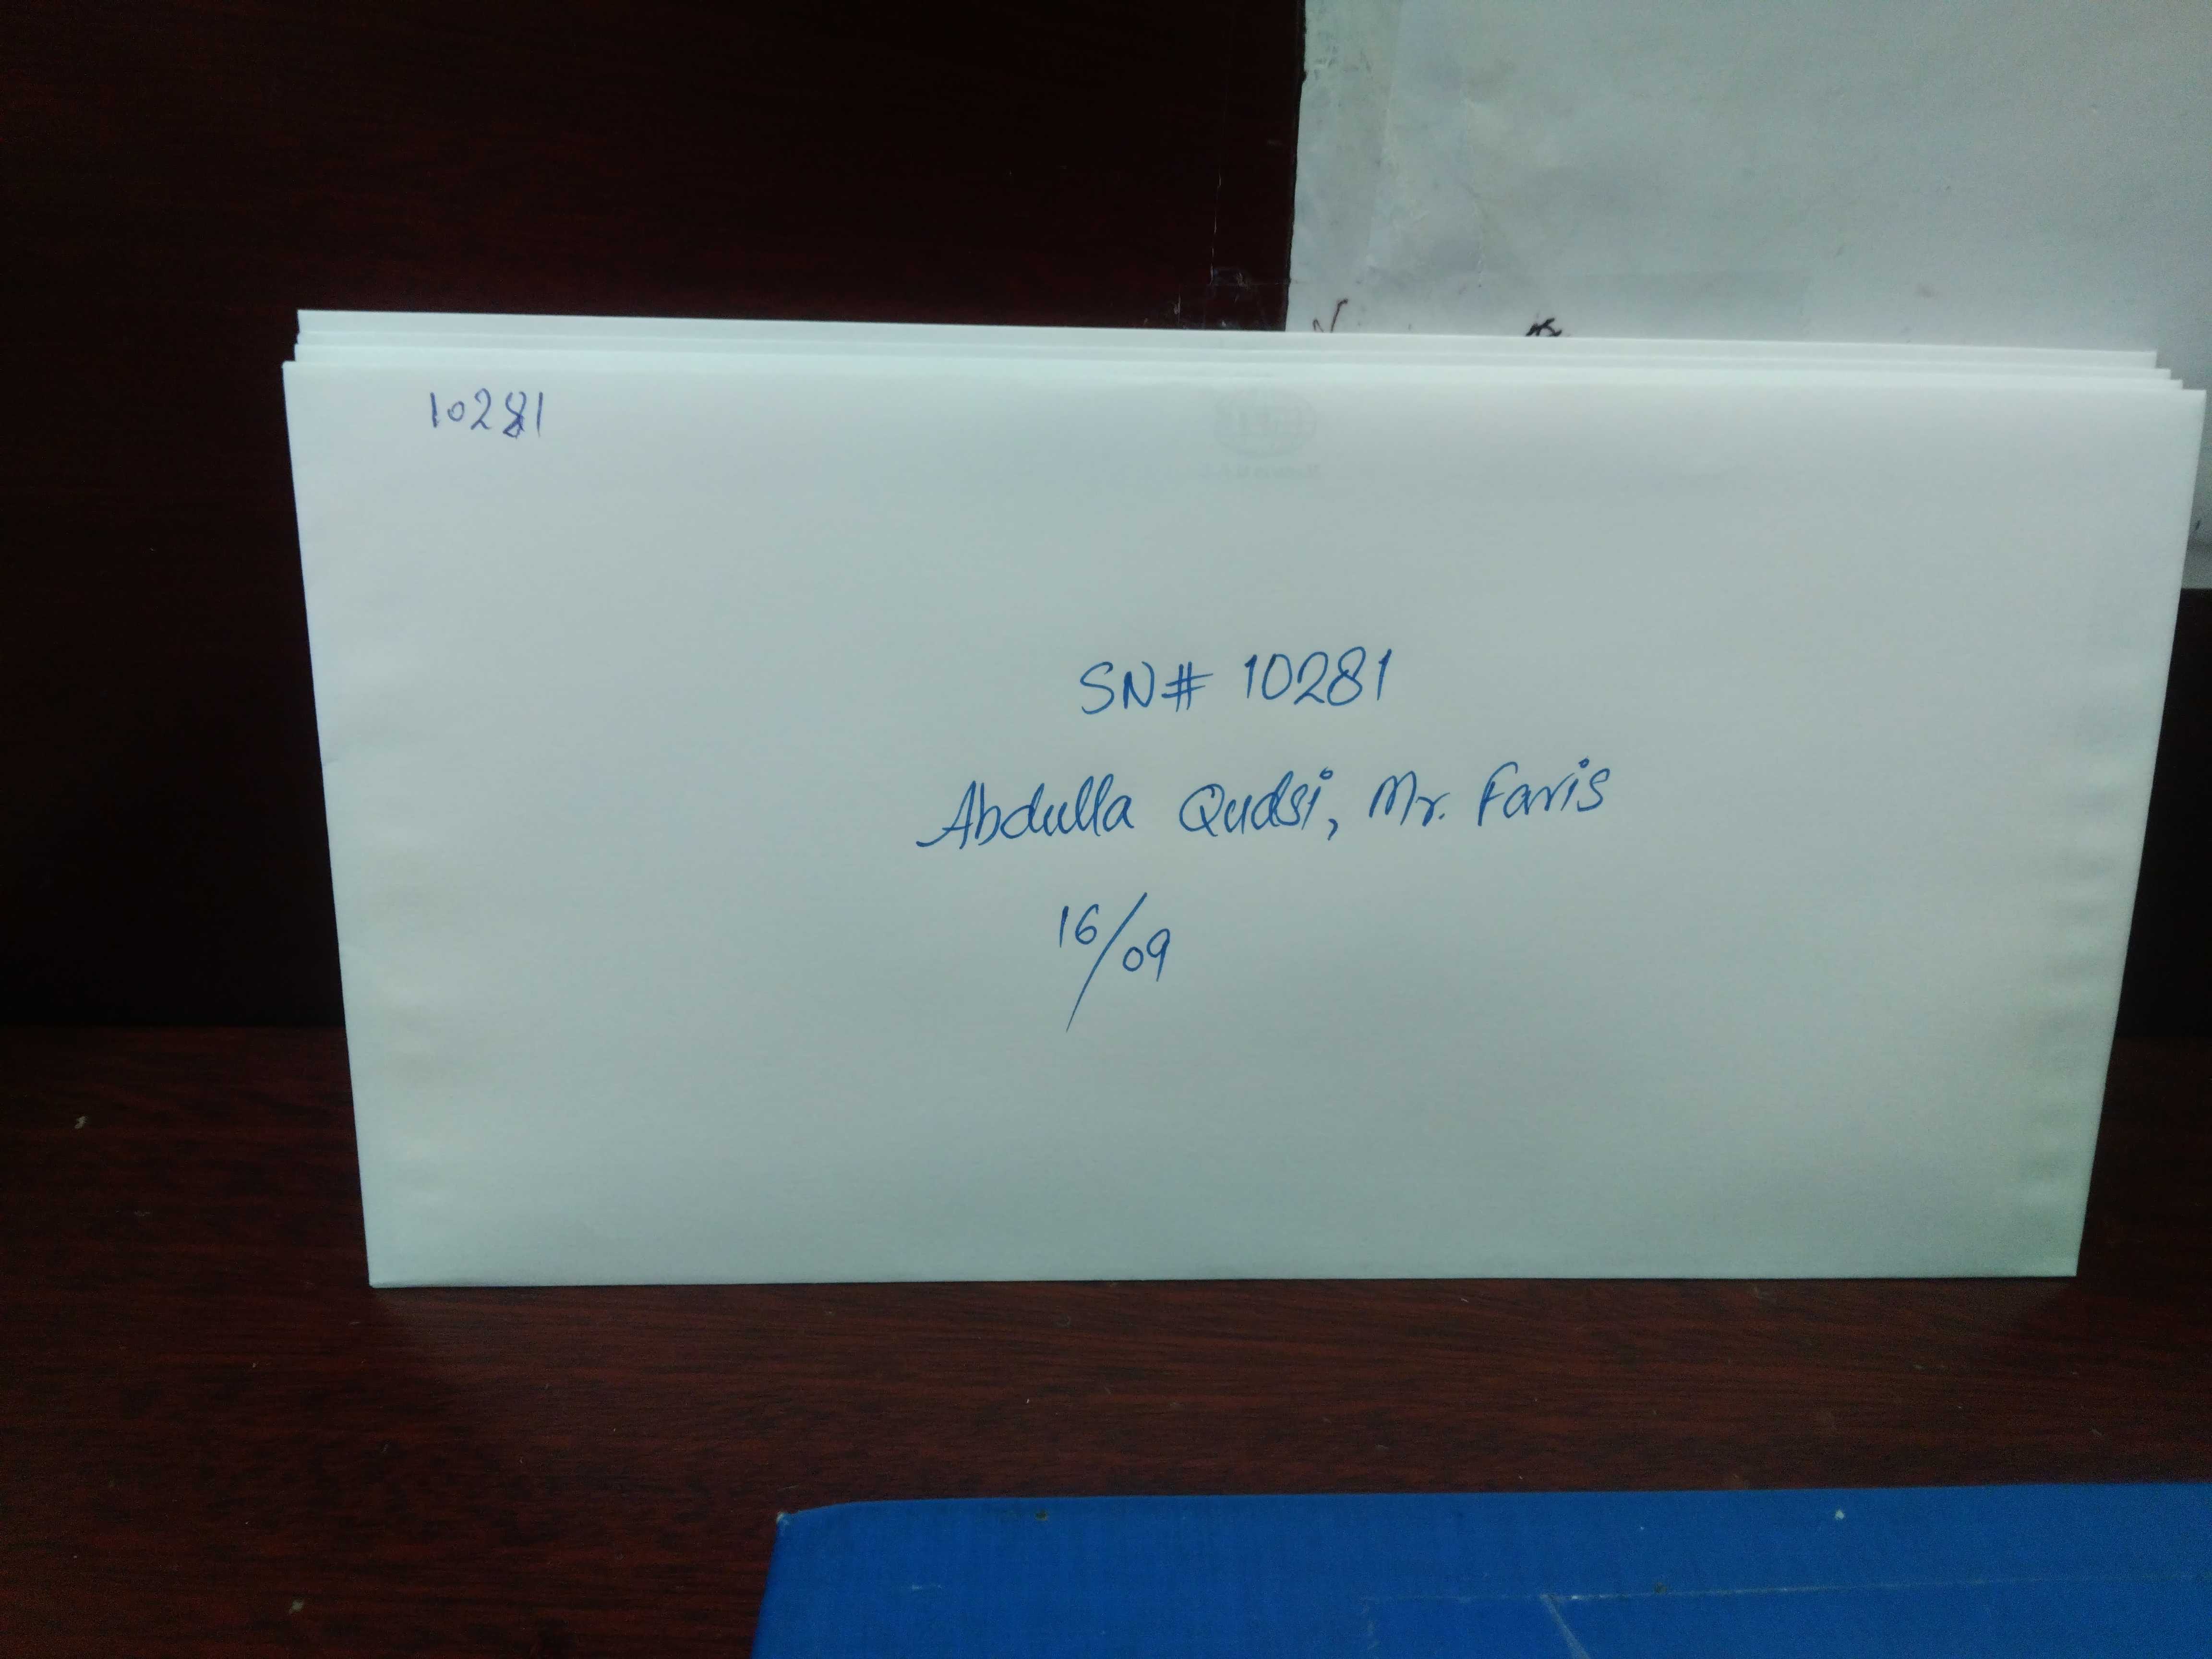 10281
SN# 10281
Abdulla Qudsi, Mr. Faris
16/09